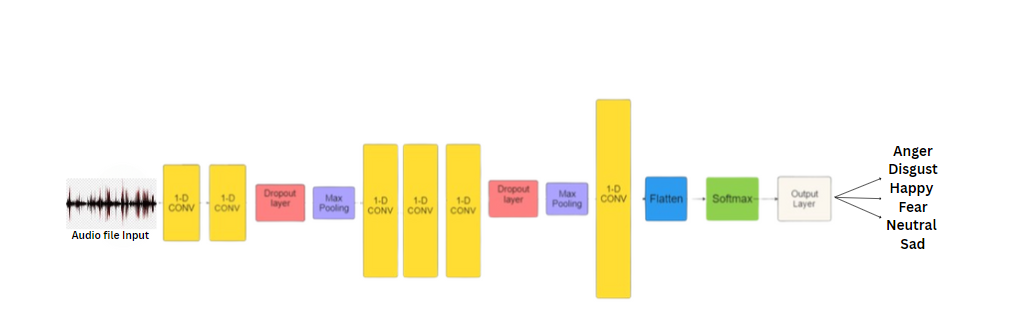 Audio file Input
1-D
CONV
1-D
CONV
Dropout
layer
Max
Pooling
1-D
CONV
1-D
CONV
1-D
CONV
Dropout
layer
Max
Pooling
1-D
CONV
Flatten
Softmax
Output
Layer
Anger
Disgust
Happy
Fear
Neutral
Sad